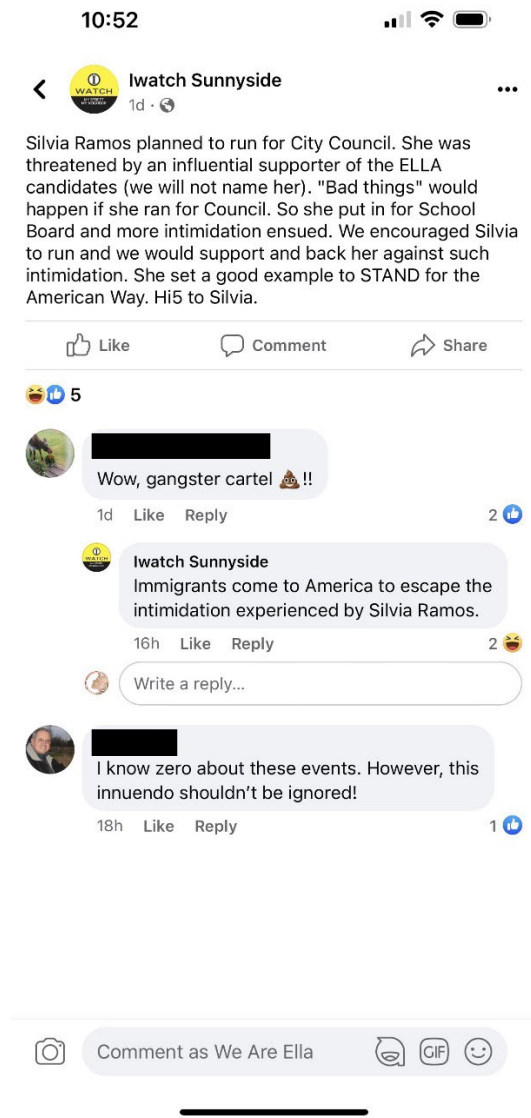 10:52
Iwatch Sunnyside
1d
WATCH
Silvia Ramos planned to run for City Council. She was
threatened by an influential supporter of the ELLA
candidates (we will not name her). "Bad things" would
happen if she ran for Council. So she put in for School
Board and more intimidation ensued. We encouraged Silvia
to run and we would support and back her against such
intimidation. She set a good example to STAND for the
American Way. Hi5 to Silvia.
Like Comment Share
5
Wow, gangster cartel 💩!!
1d Like Reply 2
WATCH
Iwatch Sunnyside
Immigrants come to America to escape the
intimidation experienced by Silvia Ramos.
16h Like Reply 2
Write a reply...
I know zero about these events. However, this
innuendo shouldn't be ignored!
18h Like Reply 1
Comment as We Are Ella GIF